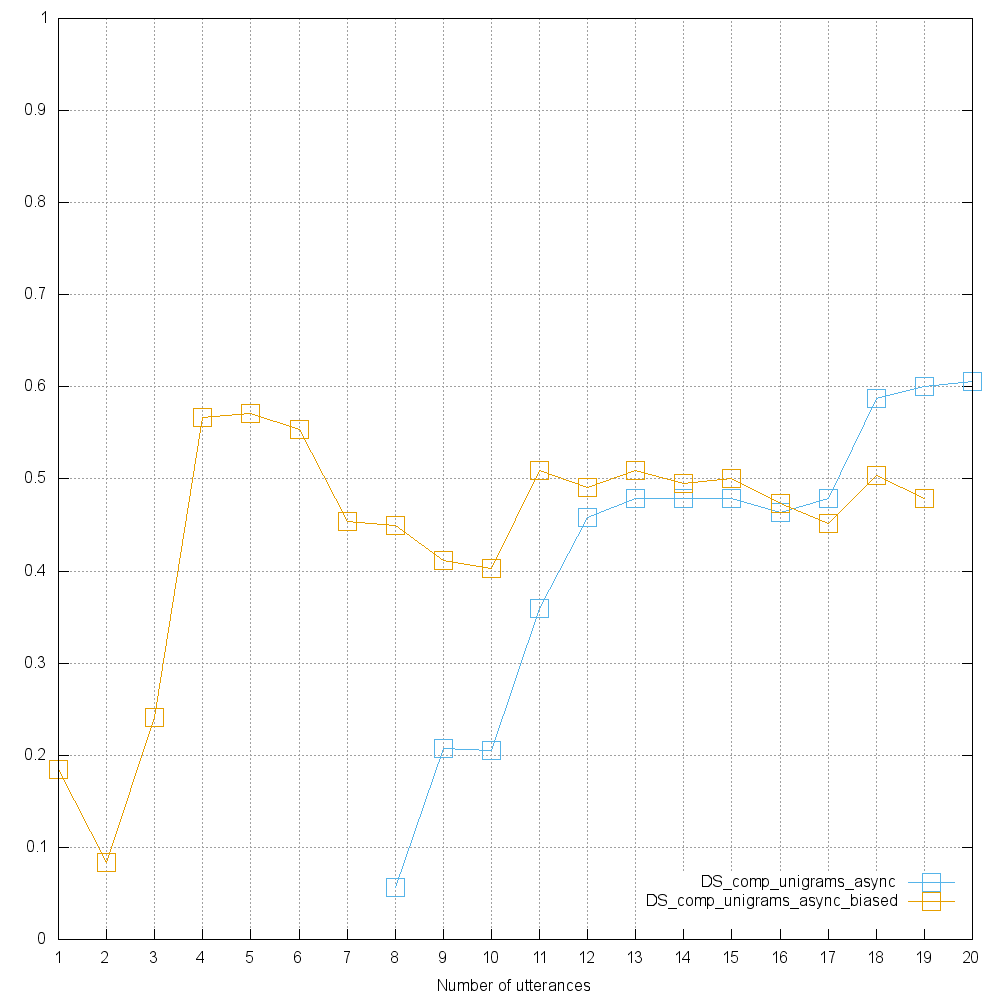 1
0.9
0.8
0.7
0.6
0.5
0.4
0.3
0.2
0.1
0
DS_comp_unigrams_async
DS_comp_unigrams_async_biased
1 2 3 4 5 6 7 8 9 10 11 12 13 14 15 16 17 18 19 20
Number of utterances